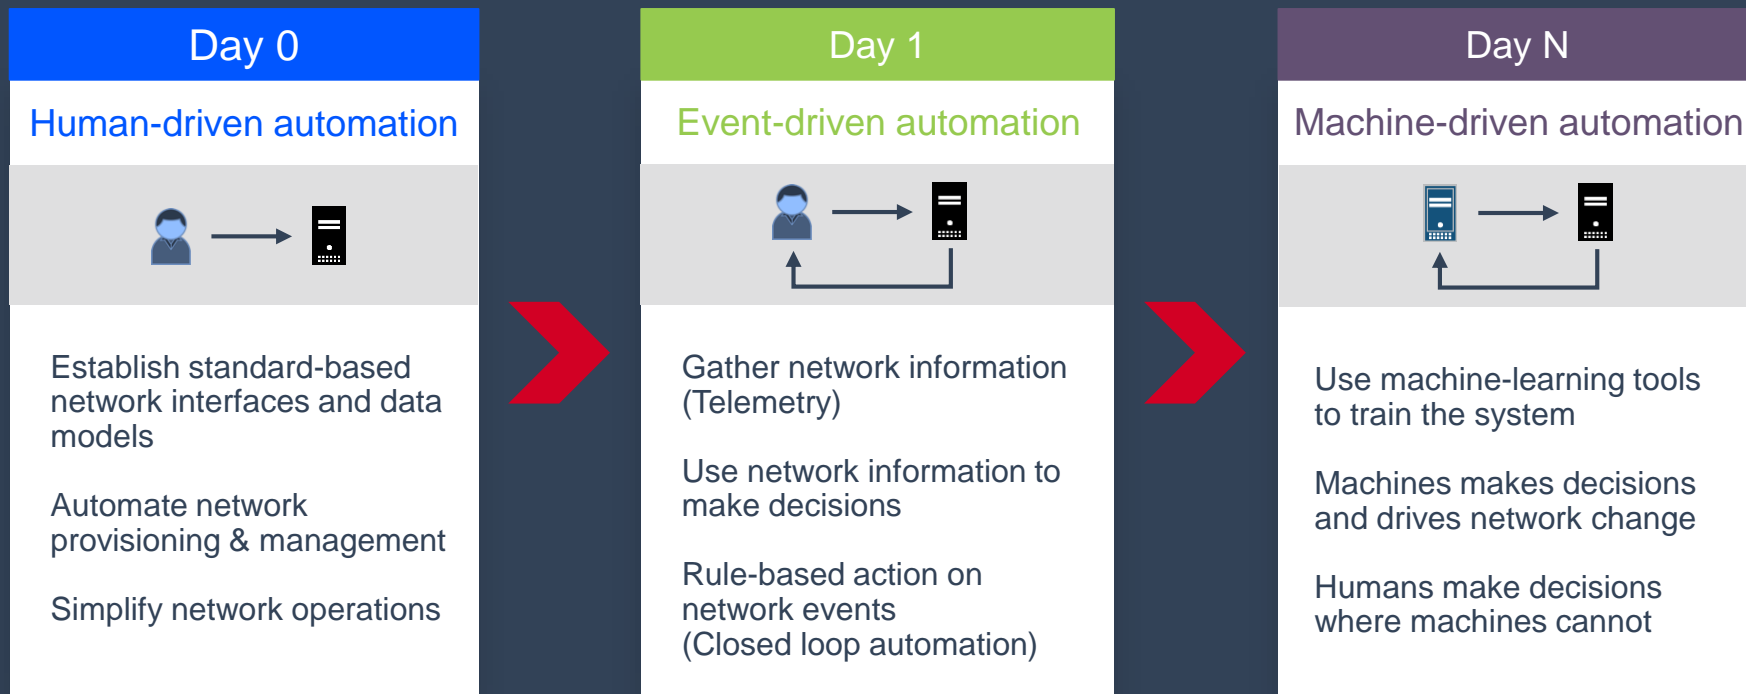 Day 0
Human-driven automation
Establish standard-based
network interfaces and data
models
Automate network
provisioning & management
Simplify network operations
Day 1
Event-driven automation
Gather network information
(Telemetry)
Use network information to
make decisions
Rule-based action on
network events
(Closed loop automation)
Day N
Machine-driven automation
Use machine-learning tools
to train the system
Machines makes decisions
and drives network change
Humans make decisions
where machines cannot